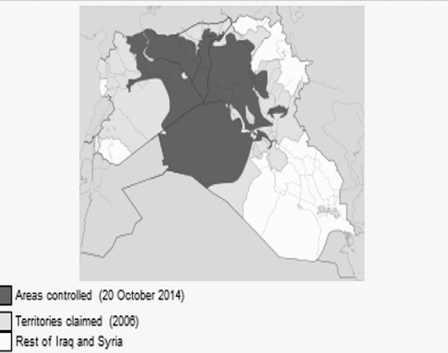 Areas controlled (20 October 2014)
Territories claimed (2006)
Rest of Iraq and Syria